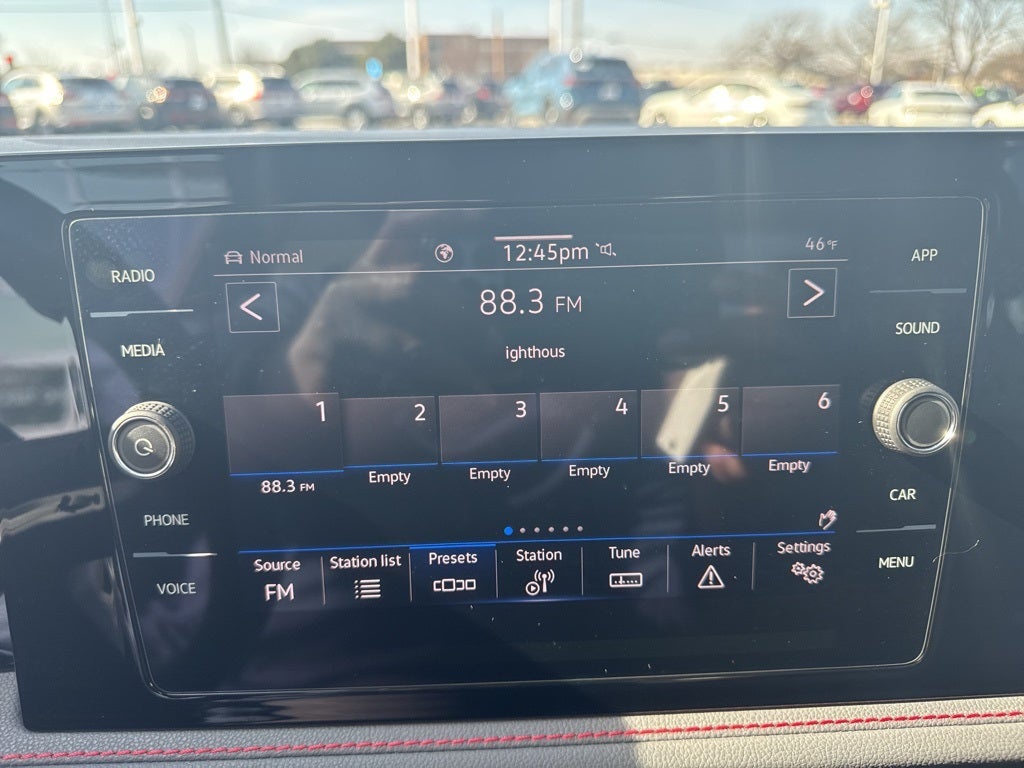 Normal 12:45pm 46°F
RADIO
APP
88.3 FM
SOUND
MEDIA
ighthous
1 2 3 4 5 6
88.3 FM Empty Empty Empty Empty Empty
CAR
PHONE
Source Station list Presets Station Tune Alerts Settings
FM
MENU
VOICE